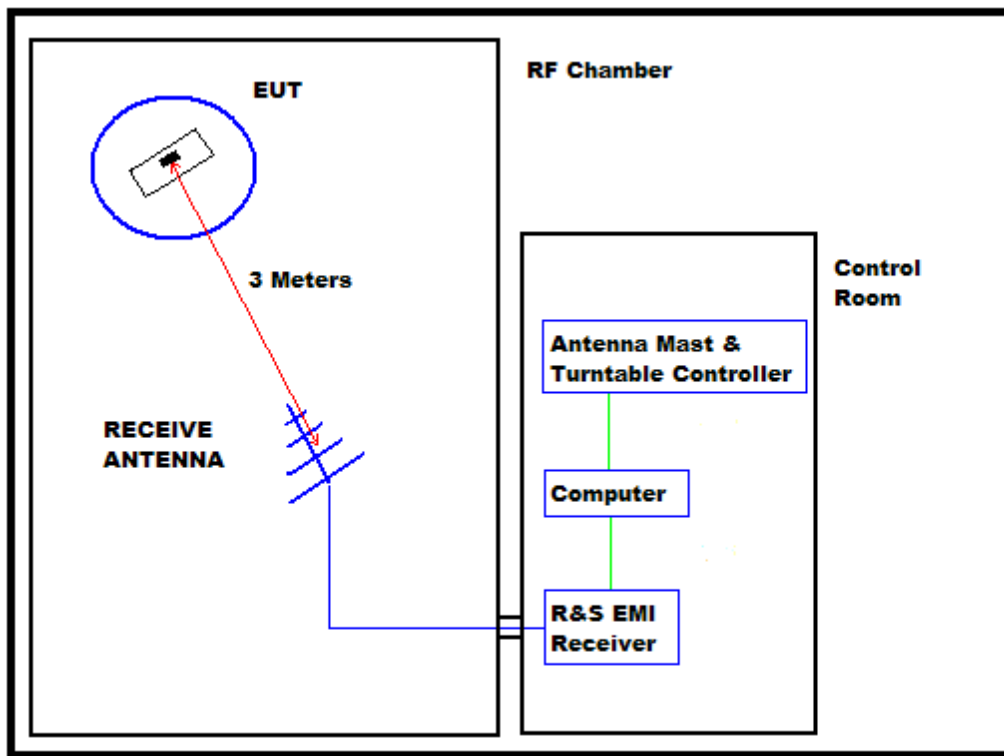 RF Chamber
EUT
3 Meters
Control
Room
Antenna Mast &
Turntable Controller
RECEIVE
ANTENNA
Computer
R&S EMI
Receiver